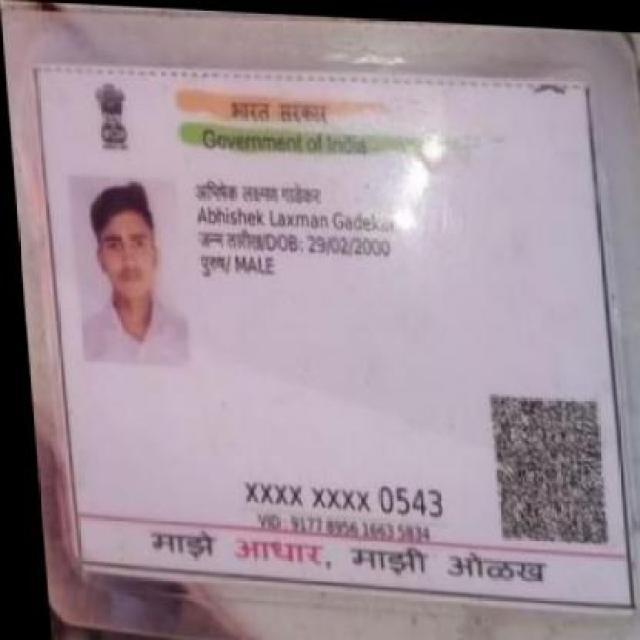 भारत सरकार
Government of India
अभिषेक लक्ष्मण गाडेकर
Abhishek Laxman Gadekar
जन्म तारीख/DOB: 29/02/2000
पुरुष/ MALE
XXXX XXXX 0543
VID: 9177 8956 1663 5834
माझे आधार, माझी ओळख